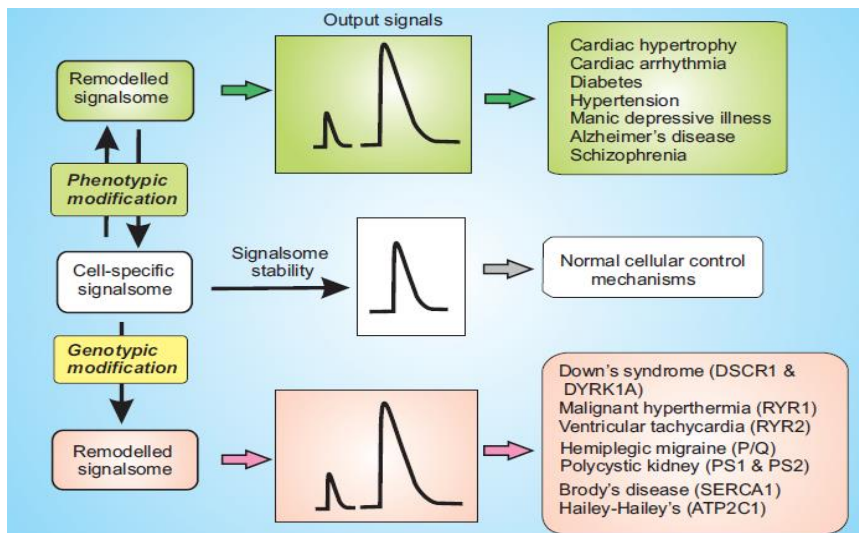 Output signals
Remodelled
signalsome
Cardiac hypertrophy
Cardiac arrhythmia
Diabetes
Hypertension
Manic depressive illness
Alzheimer's disease
Schizophrenia
Phenotypic
modification
Cell-specific
signalsome
Signalsome
stability
Normal cellular control
mechanisms
Genotypic
modification
Remodelled
signalsome
Down's syndrome (DSCR1 &
DYRK1A)
Malignant hyperthermia (RYR1)
Ventricular tachycardia (RYR2)
Hemiplegic migraine (P/Q)
Polycystic kidney (PS1 & PS2)
Brody's disease (SERCA1)
Hailey-Hailey's (ATP2C1)